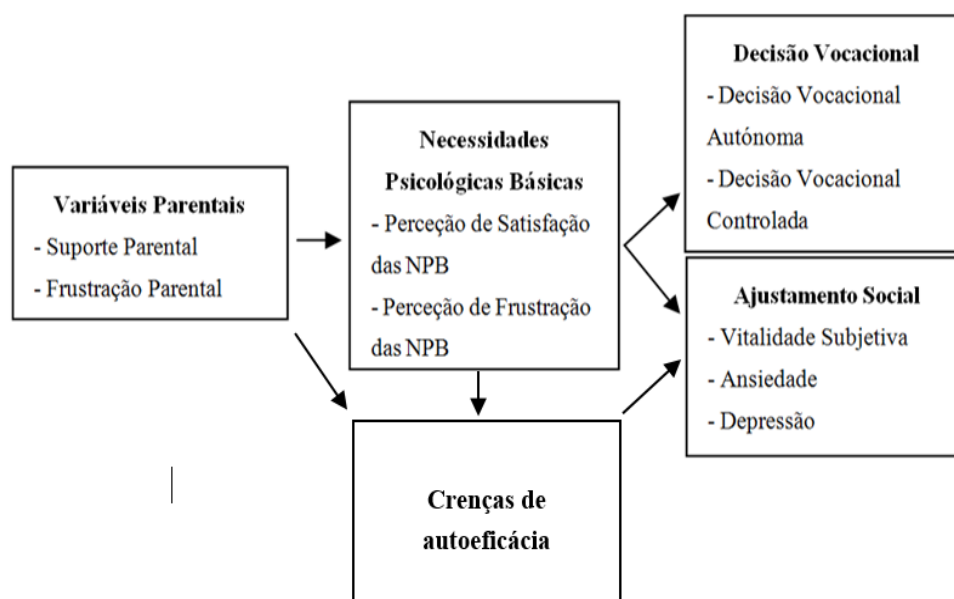 Variáveis Parentais
- Suporte Parental
- Frustração Parental
Necessidades
Psicológicas Básicas
- Perceção de Satisfação
das NPB
- Perceção de Frustração
das NPB
Crenças de
autoeficácia
Decisão Vocacional
- Decisão Vocacional
Autónoma
- Decisão Vocacional
Controlada
Ajustamento Social
- Vitalidade Subjetiva
- Ansiedade
- Depressão